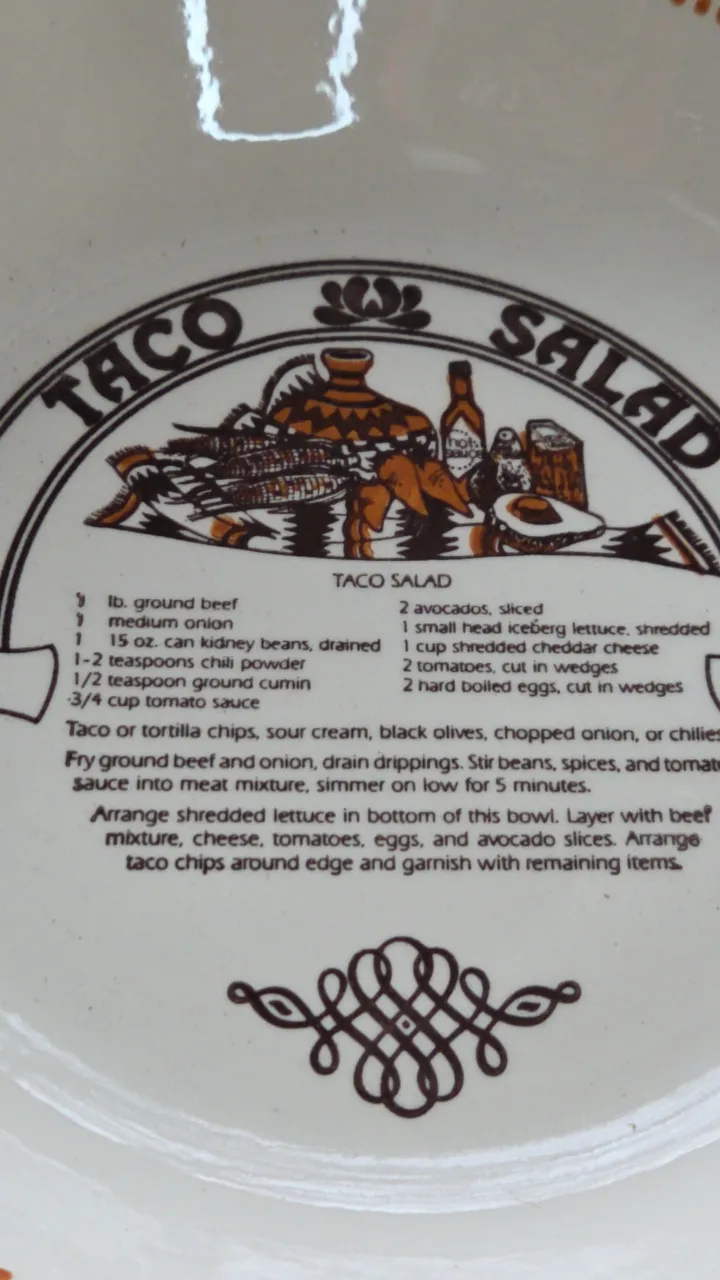 TACO SALAD
hot sauce
TACO SALAD
1 lb. ground beef
1 medium onion
1 15 oz. can kidney beans, drained
1-2 teaspoons chili powder
1/2 teaspoon ground cumin
3/4 cup tomato sauce
2 avocados, sliced
1 small head iceberg lettuce, shredded
1 cup shredded cheddar cheese
2 tomatoes, cut in wedges
2 hard boiled eggs, cut in wedges
Taco or tortilla chips, sour cream, black olives, chopped onion, or chilies
Fry ground beef and onion, drain drippings. Stir beans, spices, and tomat
sauce into meat mixture, simmer on low for 5 minutes.
Arrange shredded lettuce in bottom of this bowl. Layer with beef
mixture, cheese, tomatoes, eggs, and avocado slices. Arrange
taco chips around edge and garnish with remaining items.